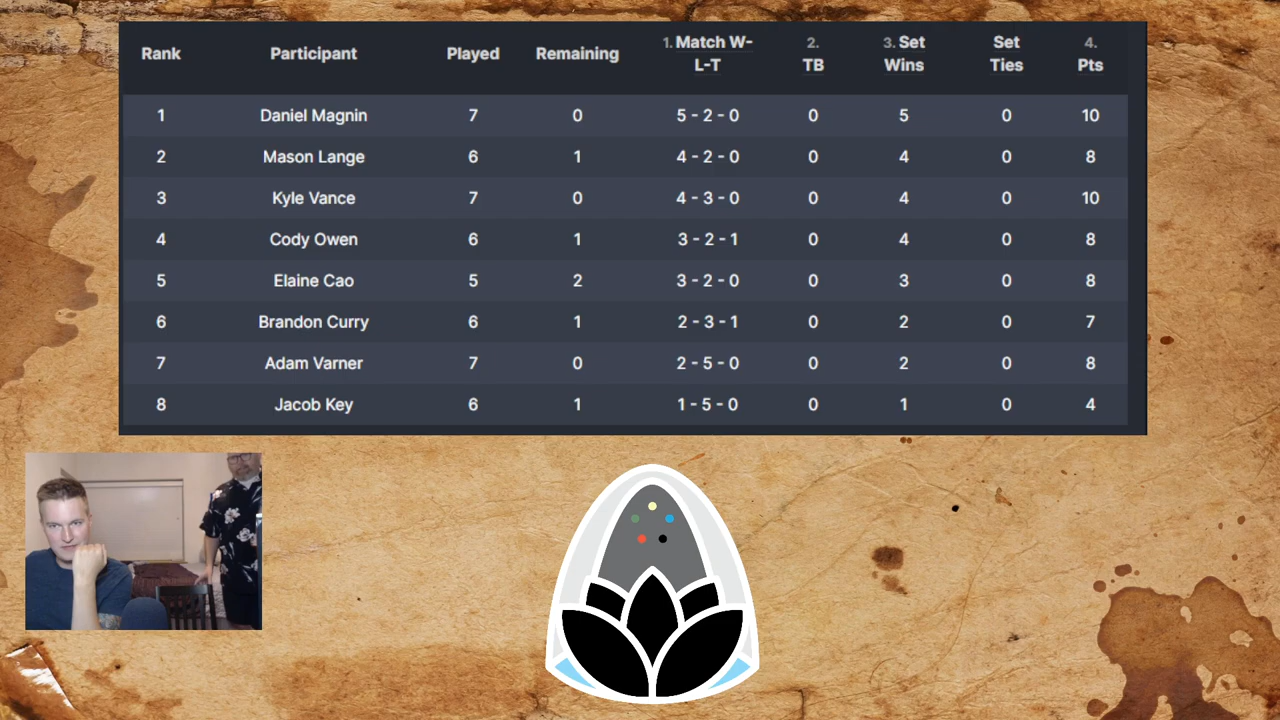 Rank Participant Played Remaining 1. Match W-L-T 2. TB 3. Set Wins Set Ties 4. Pts
1 Daniel Magnin 7 0 5 - 2 - 0 0 5 0 10
2 Mason Lange 6 1 4 - 2 - 0 0 4 0 8
3 Kyle Vance 7 0 4 - 3 - 0 0 4 0 10
4 Cody Owen 6 1 3 - 2 - 1 0 4 0 8
5 Elaine Cao 5 2 3 - 2 - 0 0 3 0 8
6 Brandon Curry 6 1 2 - 3 - 1 0 2 0 7
7 Adam Varner 7 0 2 - 5 - 0 0 2 0 8
8 Jacob Key 6 1 1 - 5 - 0 0 1 0 4